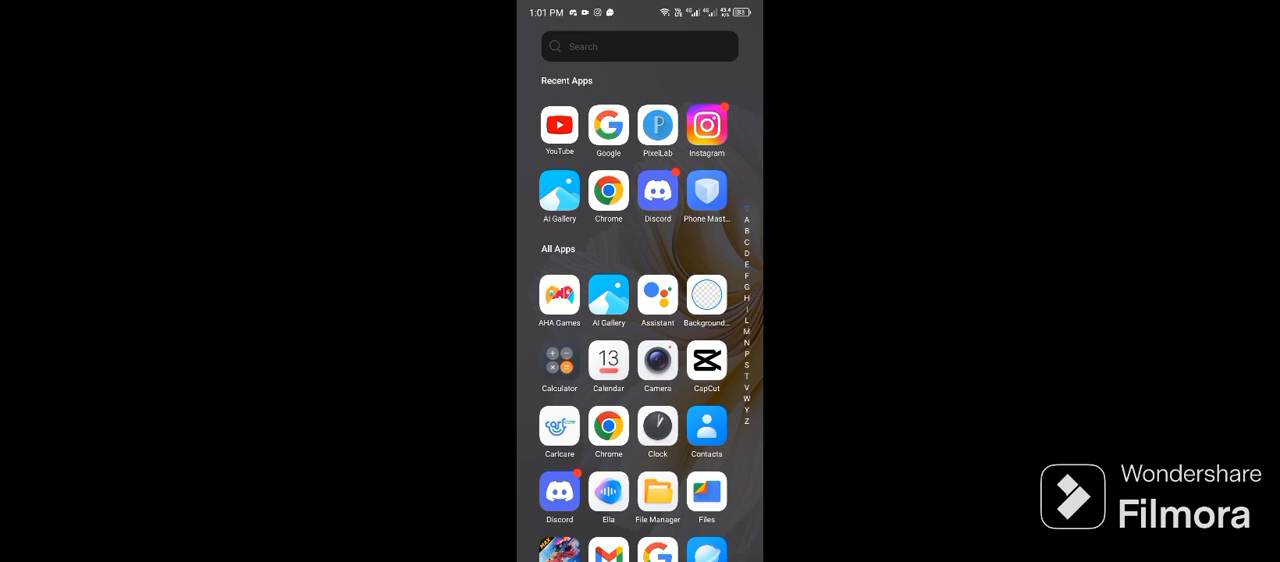 1:01 PM
Search
Recent Apps
YouTube Google PixelLab Instagram
AI Gallery Chrome Discord Phone Mast...
All Apps
AHA Games AI Gallery Assistant Background...
13
Calculator Calendar Camera CapCut
Carlcare Chrome Clock Contacts
Discord Ella File Manager Files
A
B
C
D
E
F
G
H
I
L
M
N
P
S
T
V
W
Y
Z
Wondershare
Filmora